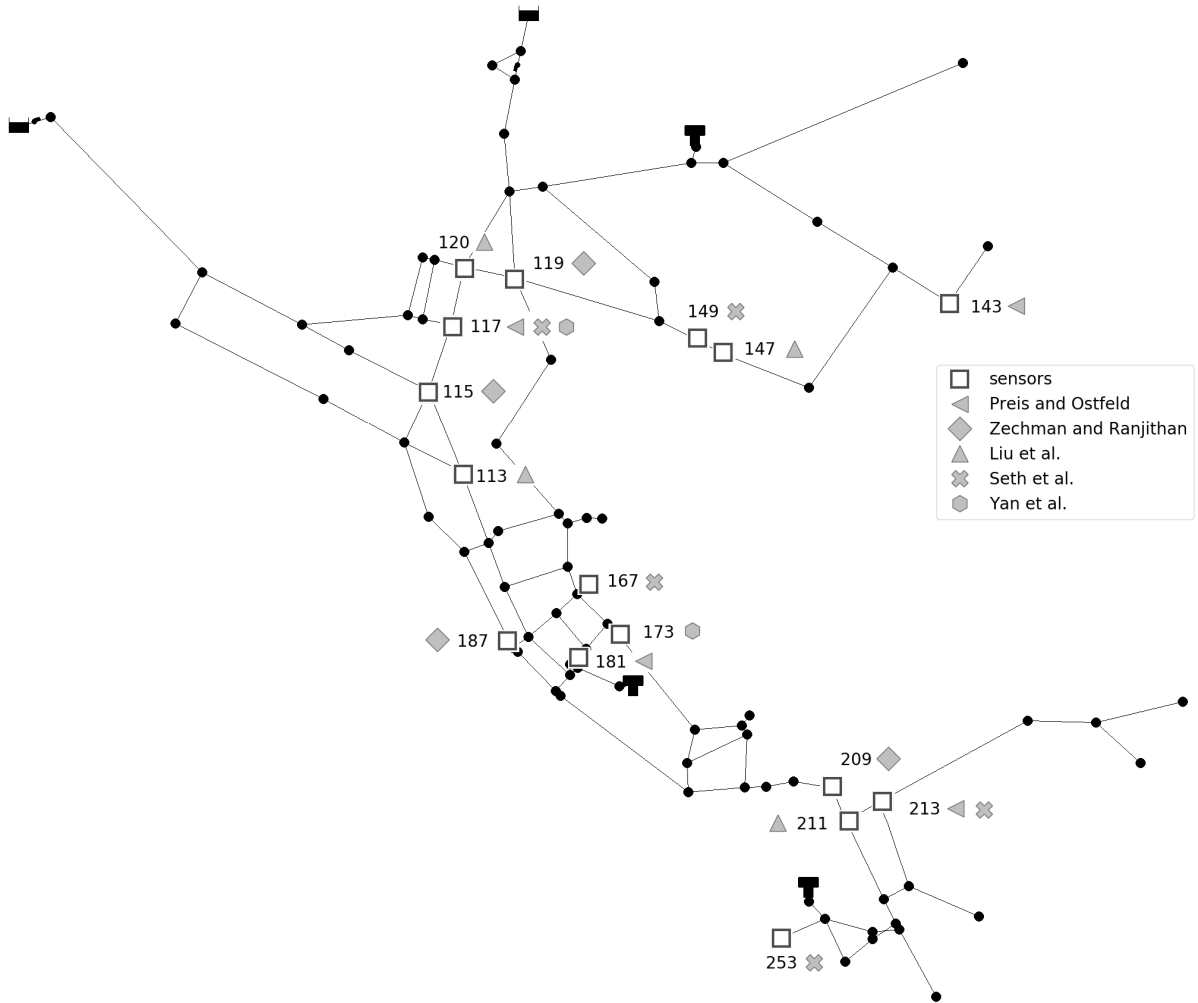 120
119
149
143
117
147
115
113
167
173
187
181
209
213
211
253
sensors
Preis and Ostfeld
Zechman and Ranjithan
Liu et al.
Seth et al.
Yan et al.